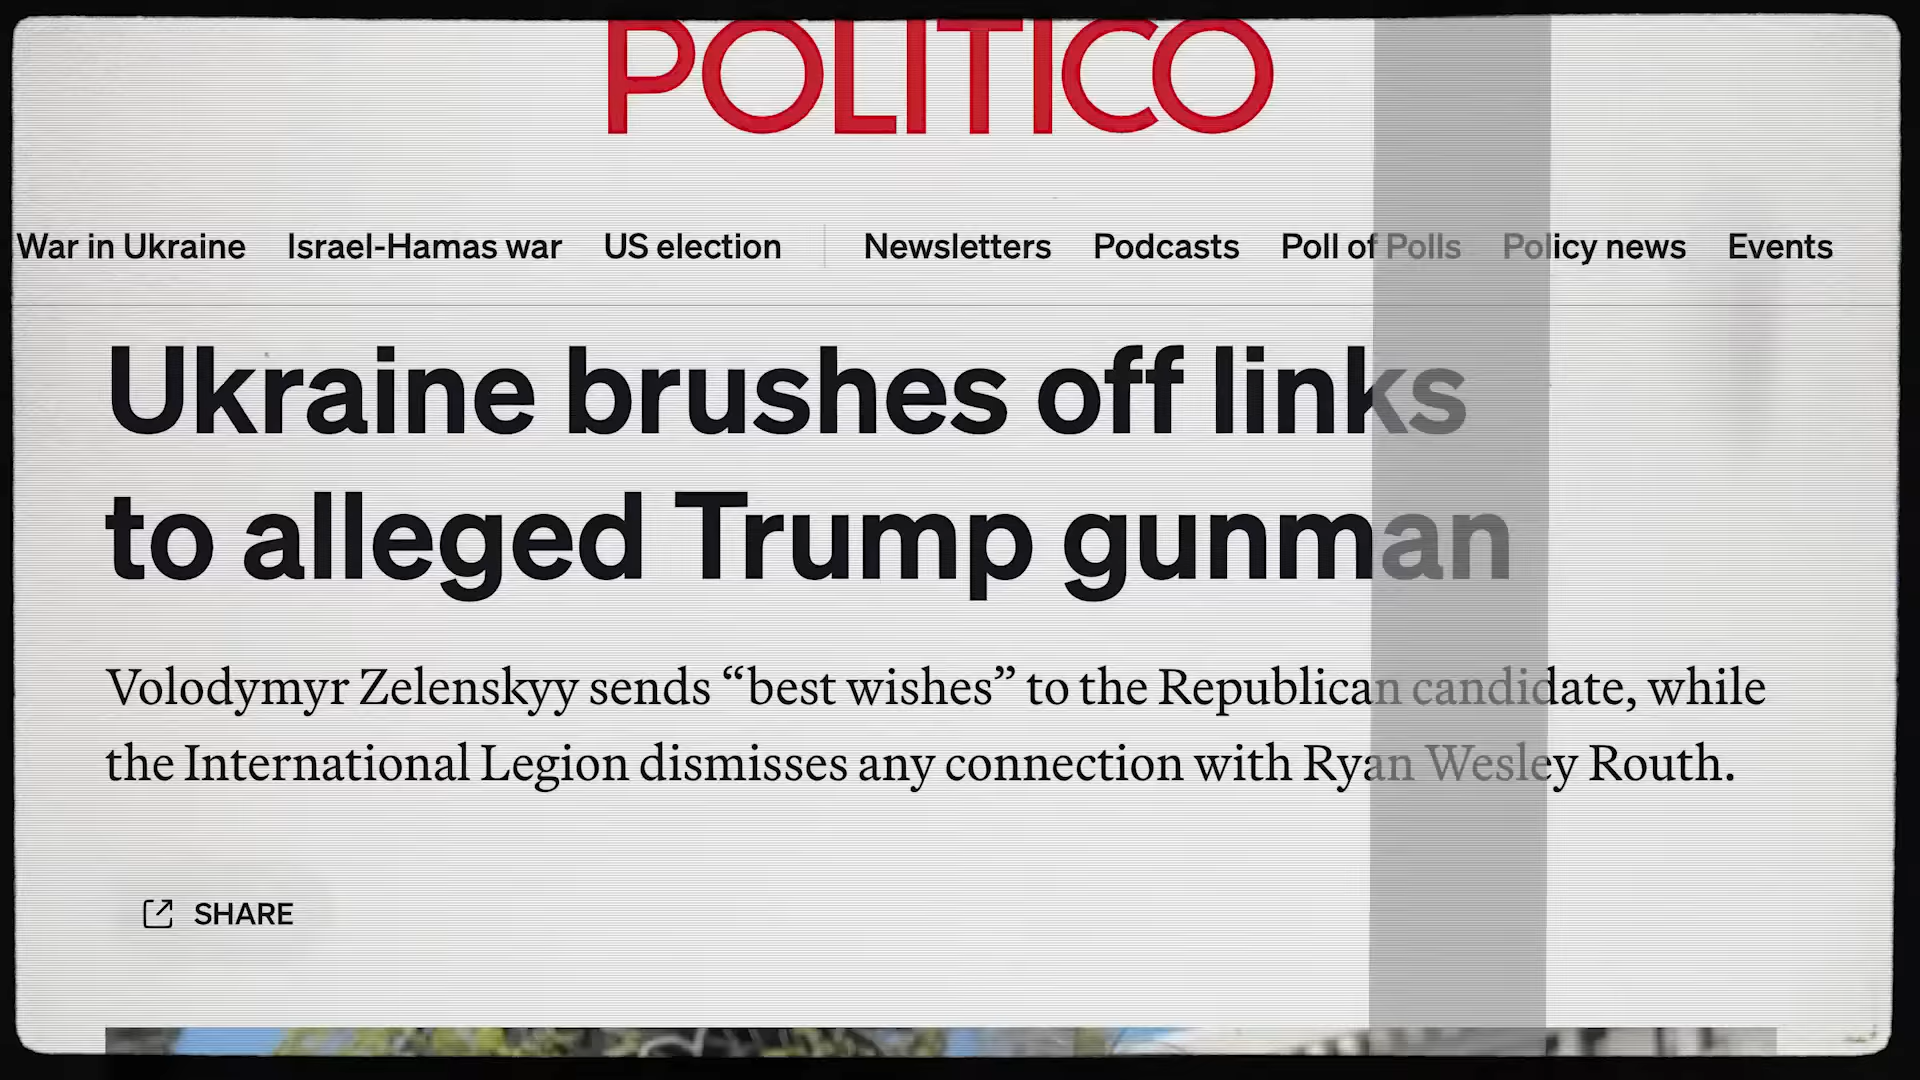 POLITICO
War in Ukraine Israel-Hamas war US election Newsletters Podcasts Poll of Polls Policy news Events
Ukraine brushes off links
to alleged Trump gunman
Volodymyr Zelenskyy sends “best wishes” to the Republican candidate, while
the International Legion dismisses any connection with Ryan Wesley Routh.
SHARE